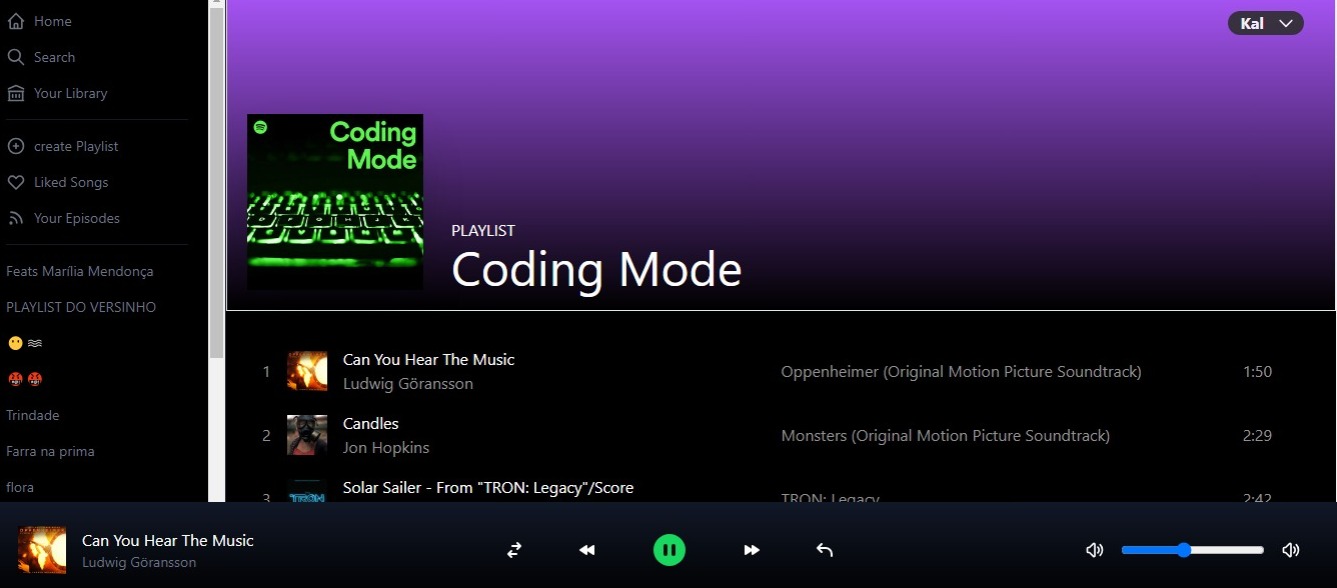 Home
Search
Your Library
create Playlist
Liked Songs
Your Episodes
Feats Marília Mendonça
PLAYLIST DO VERSINHO
Trindade
Farra na prima
flora
Kal
Coding
Mode
PLAYLIST
Coding Mode
1 Can You Hear The Music Oppenheimer (Original Motion Picture Soundtrack) 1:50
Ludwig Göransson
2 Candles Monsters (Original Motion Picture Soundtrack) 2:29
Jon Hopkins
3 Solar Sailer - From "TRON: Legacy"/Score TRON: Legacy 2:42
TRON
Can You Hear The Music
Ludwig Göransson